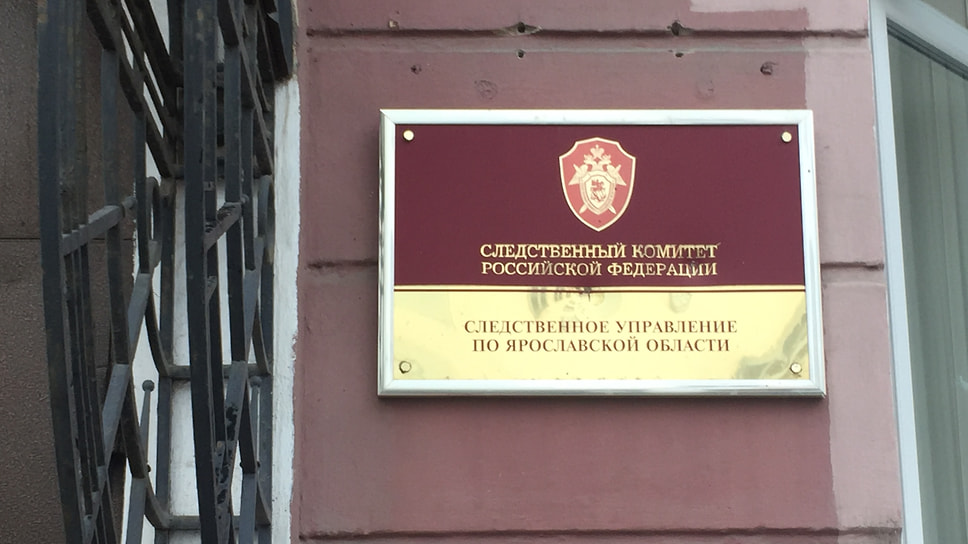 СЛЕДСТВЕННЫЙ КОМИТЕТ
РОССИЙСКОЙ ФЕДЕРАЦИИ
СЛЕДСТВЕННОЕ УПРАВЛЕНИЕ
ПО ЯРОСЛАВСКОЙ ОБЛАСТИ